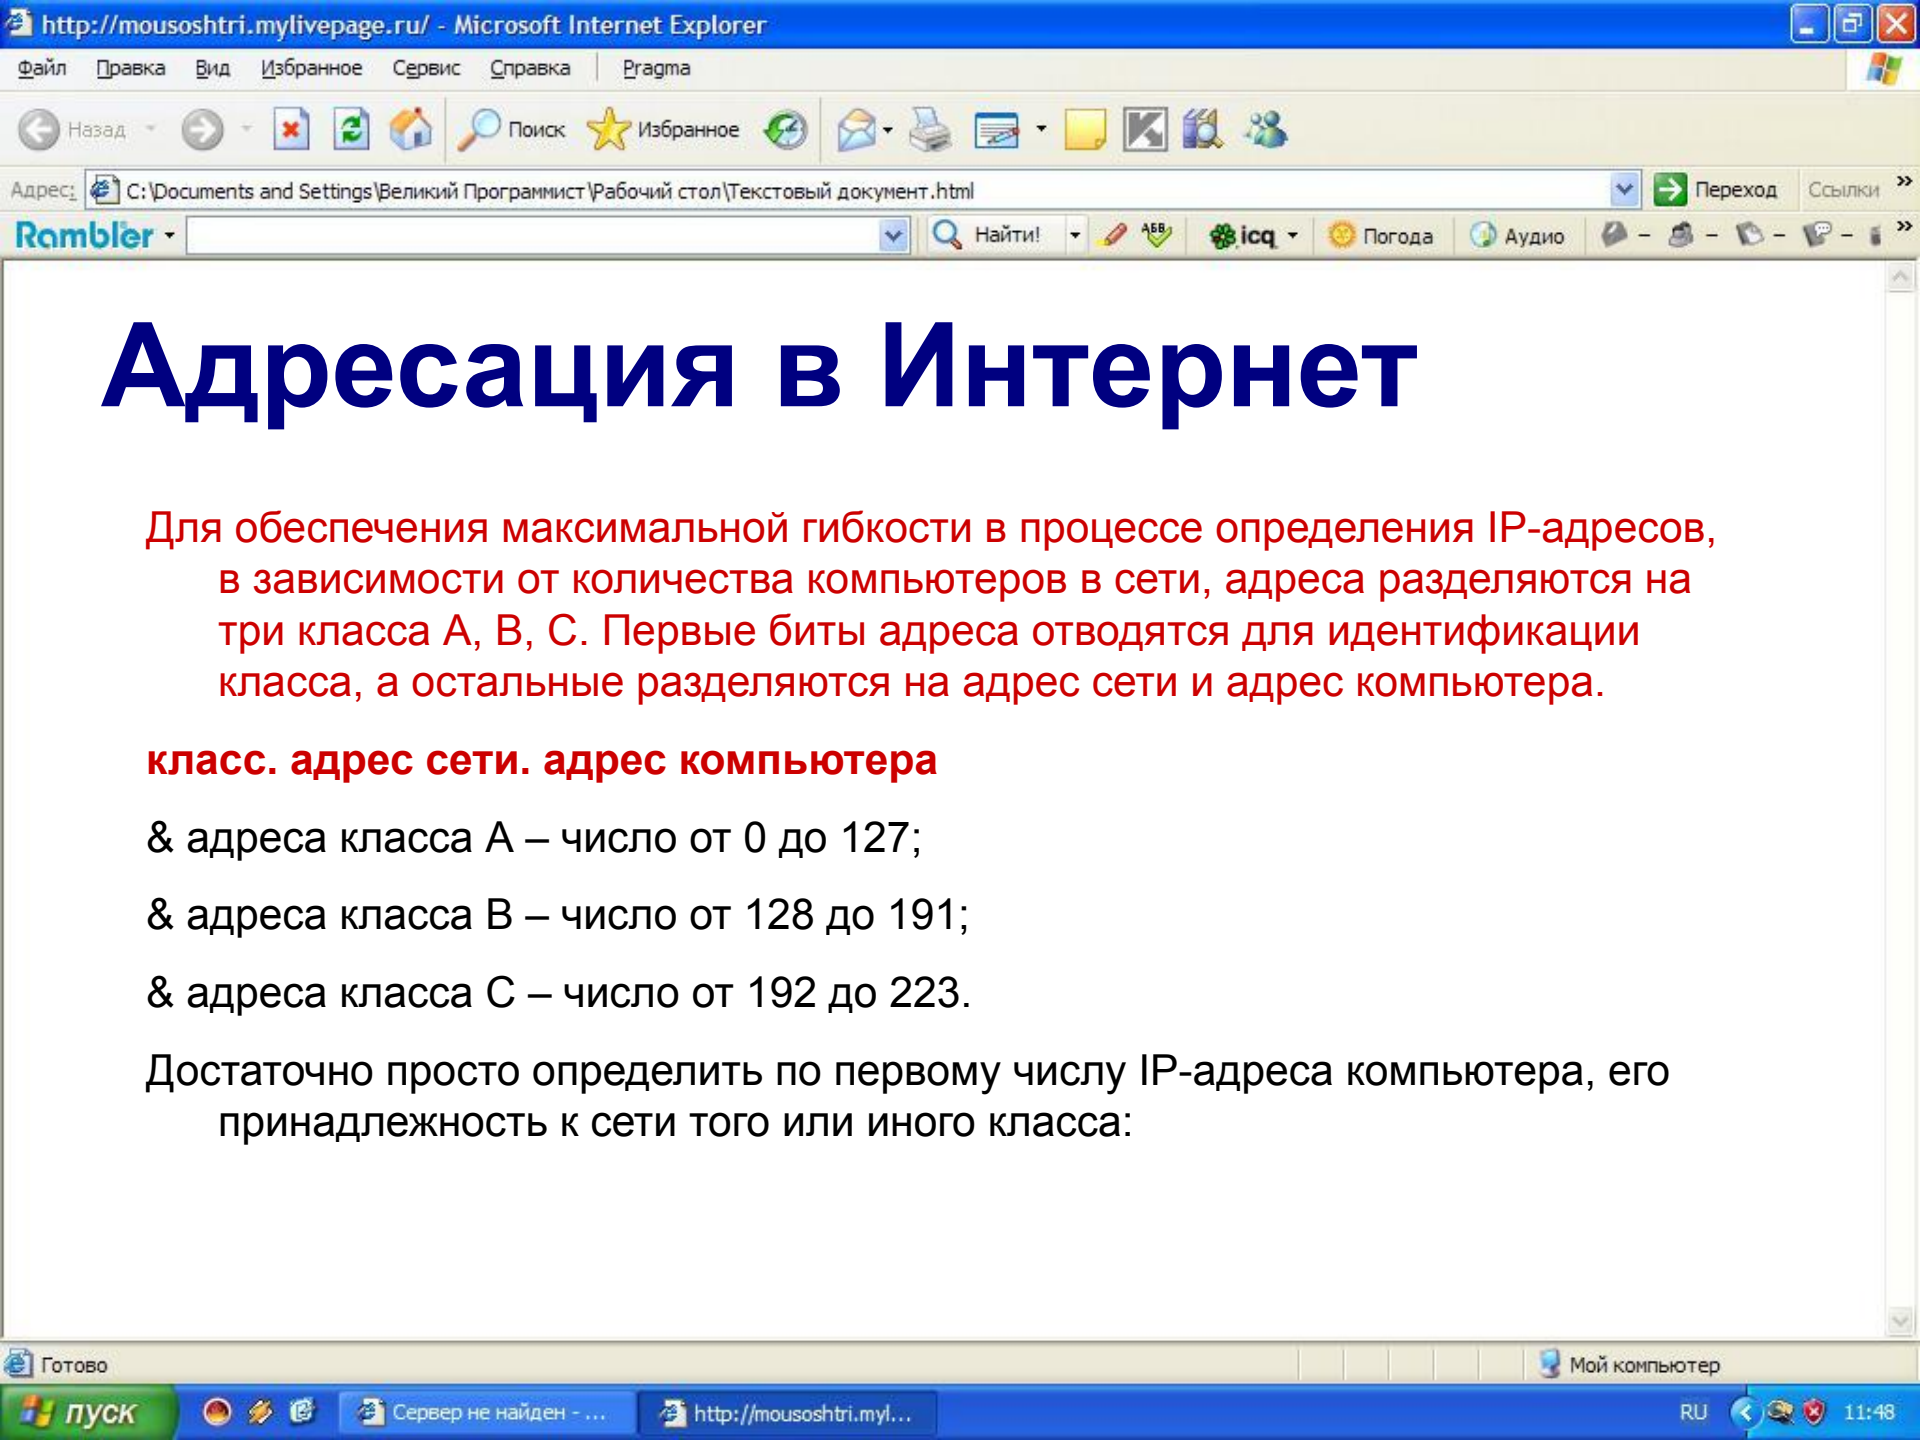 http://mousoshtri.mylivepage.ru/ - Microsoft Internet Explorer
Файл Правка Вид Избранное Сервис Справка Pragma
Назад Поиск Избранное
Адрес: C:\Documents and Settings\Великий Программист\Рабочий стол\Текстовый документ.html Переход Ссылки »
Rambler Найти! АБВ icq Погода Аудио »
Адресация в Интернет
Для обеспечения максимальной гибкости в процессе определения IP-адресов,
в зависимости от количества компьютеров в сети, адреса разделяются на
три класса A, B, C. Первые биты адреса отводятся для идентификации
класса, а остальные разделяются на адрес сети и адрес компьютера.
класс. адрес сети. адрес компьютера
& адреса класса A – число от 0 до 127;
& адреса класса B – число от 128 до 191;
& адреса класса C – число от 192 до 223.
Достаточно просто определить по первому числу IP-адреса компьютера, его
принадлежность к сети того или иного класса:
Готово Мой компьютер
пуск Сервер не найден - ... http://mousoshtri.myl... RU 11:48